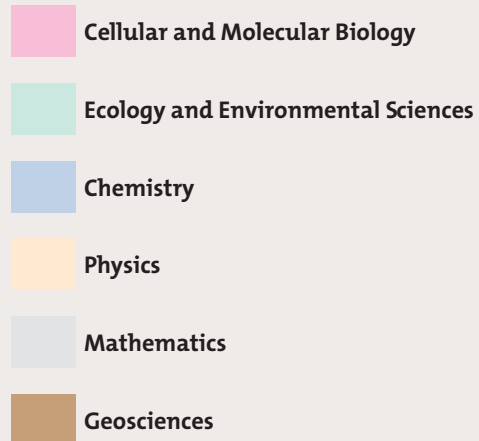 Cellular and Molecular Biology
Ecology and Environmental Sciences
Chemistry
Physics
Mathematics
Geosciences